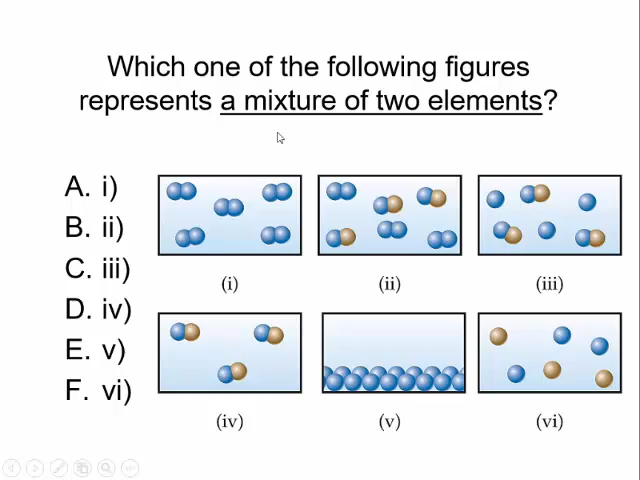 Which one of the following figures
represents a mixture of two elements?
A. i)
B. ii)
C. iii)
D. iv)
E. v)
F. vi)
(i)
(ii)
(iii)
(iv)
(v)
(vi)